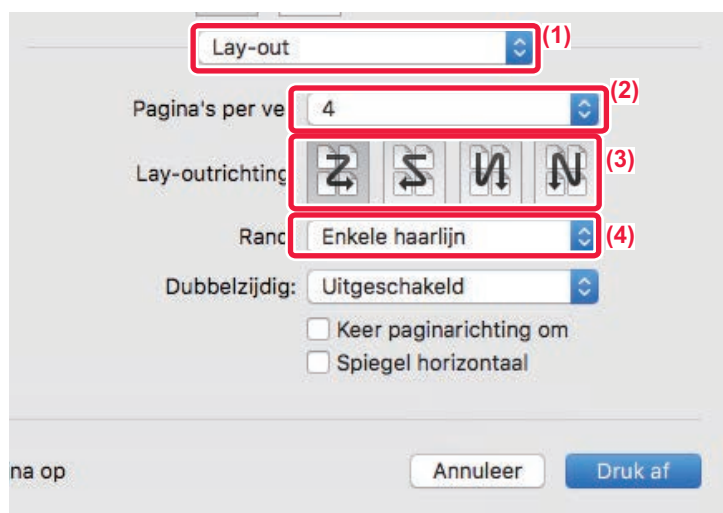 Lay-out (1)
Pagina's per ve 4 (2)
Lay-outrichting (3)
Rand Enkele haarlijn (4)
Dubbelzijdig: Uitgeschakeld
Keer paginarichting om
Spiegel horizontaal
na op Annuleer Druk af